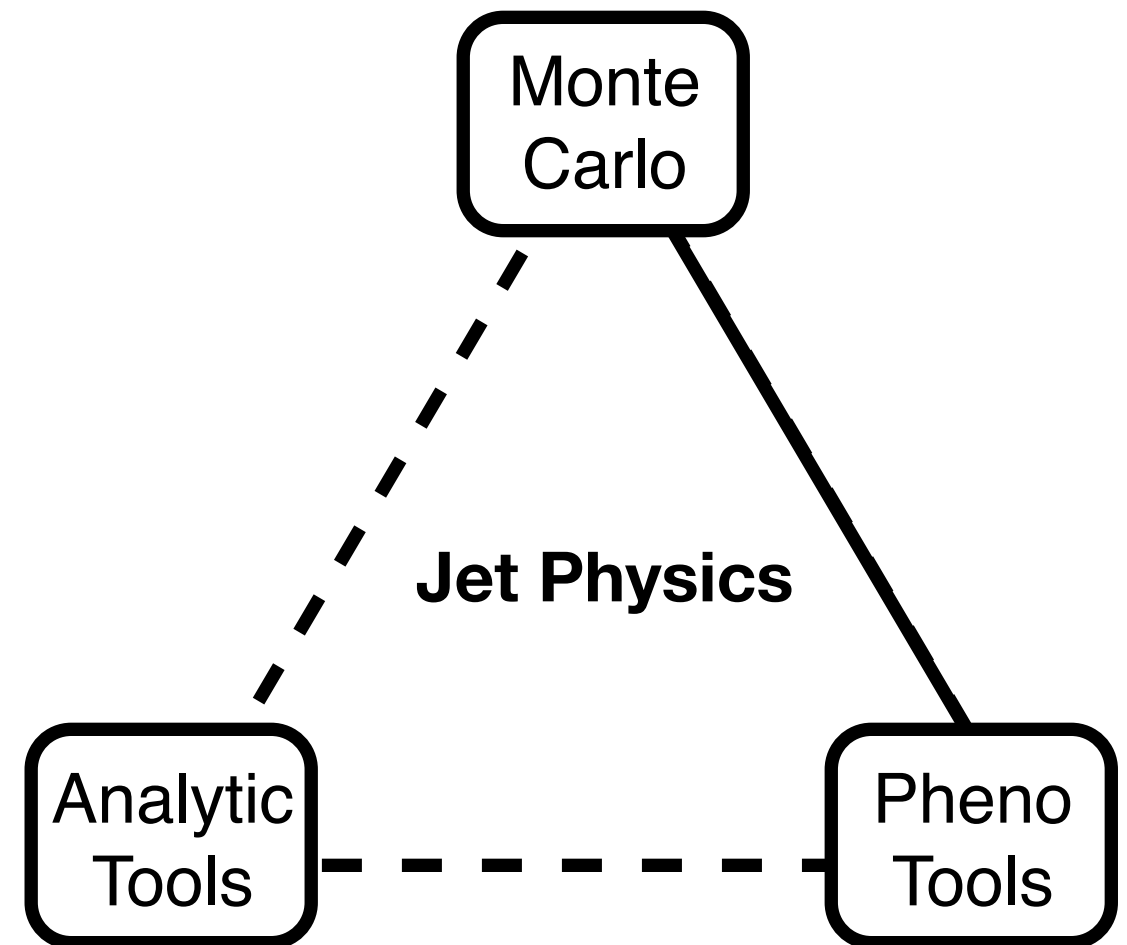 Monte
Carlo
Jet Physics
Analytic
Tools
Pheno
Tools